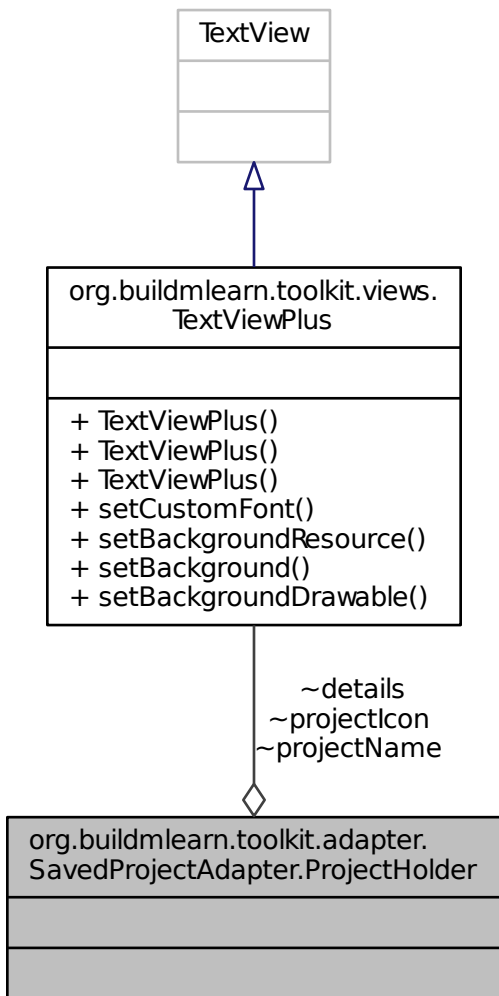 TextView
org.buildmlearn.toolkit.views.
TextViewPlus
+ TextViewPlus()
+ TextViewPlus()
+ TextViewPlus()
+ setCustomFont()
+ setBackgroundResource()
+ setBackground()
+ setBackgroundDrawable()
~details
~projectIcon
~projectName
org.buildmlearn.toolkit.adapter.
SavedProjectAdapter.ProjectHolder